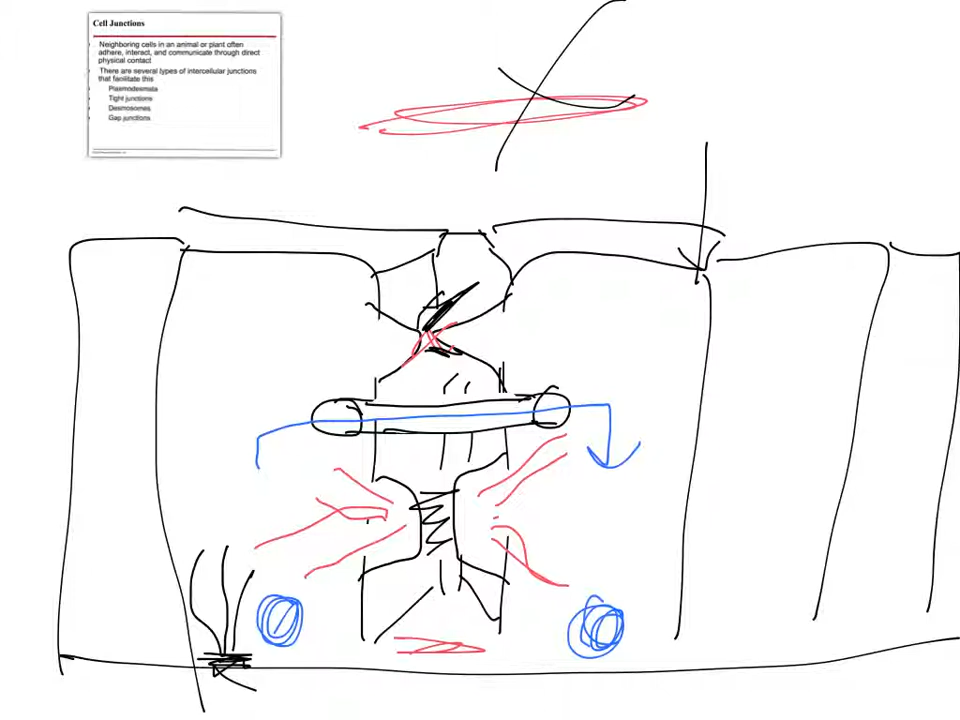 Cell Junctions
Neighboring cells in an animal or plant often
adhere, interact, and communicate through direct
physical contact
There are several types of intercellular junctions
that facilitate this
Plasmodesmata
Tight junctions
Desmosomes
Gap junctions